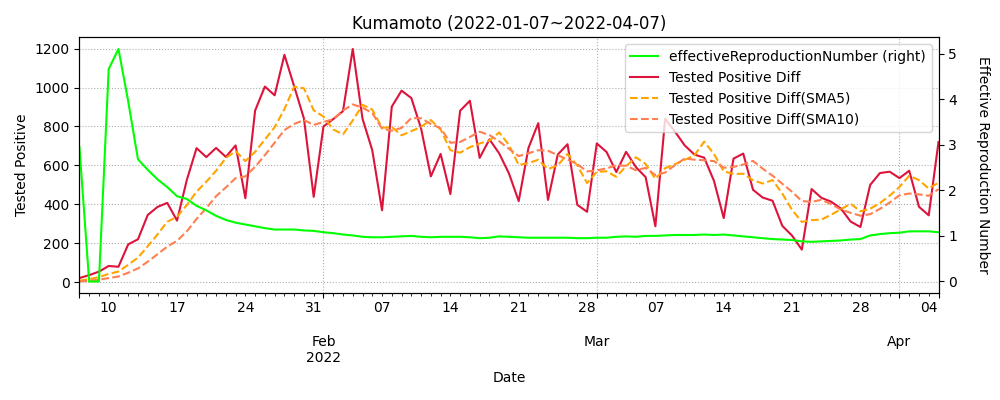 Kumamoto (2022-01-07~2022-04-07)
effectiveReproductionNumber (right)
Tested Positive Diff
Tested Positive Diff(SMA5)
Tested Positive Diff(SMA10)
Tested Positive
1200
1000
800
600
400
200
0
Effective Reproduction Number
5
4
3
2
1
0
10 17 24 31 07 14 21 28 07 14 21 28 04
Feb Mar Apr
2022
Date